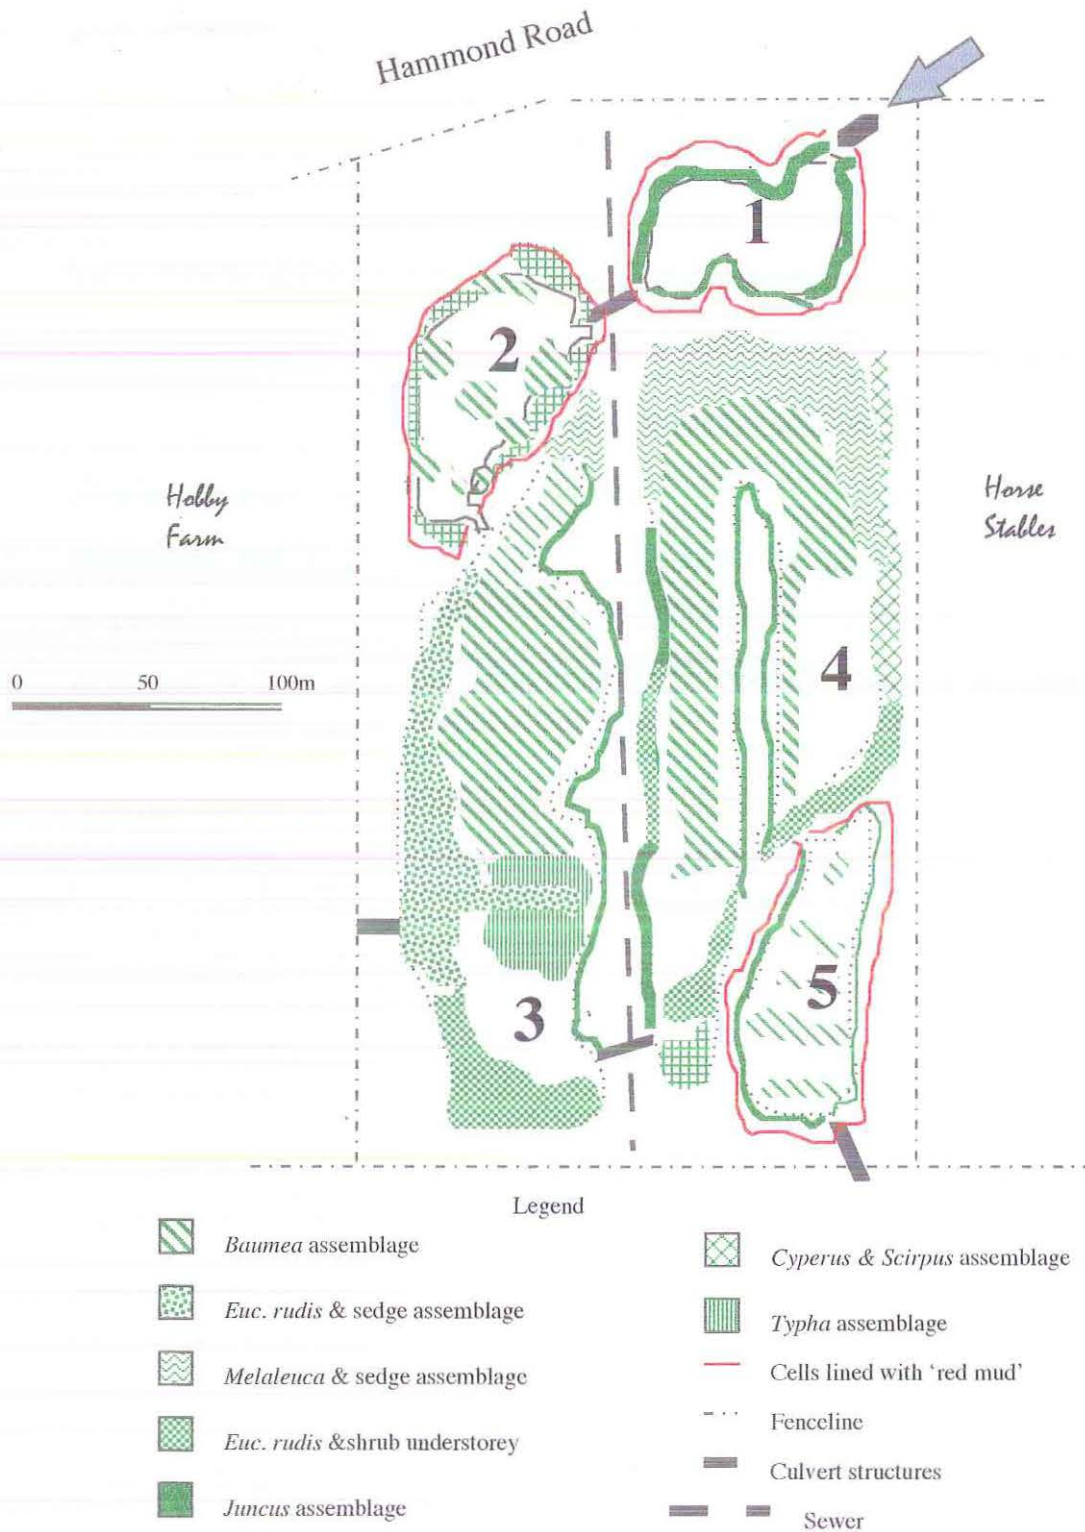 Hammond Road
1
2
Hobby
Farm
Horse
Stables
0 50 100m
4
5
3
Legend
Baumea assemblage
Euc. rudis & sedge assemblage
Melaleuca & sedge assemblage
Euc. rudis &shrub understorey
Juncus assemblage
Cyperus & Scirpus assemblage
Typha assemblage
Cells lined with ‘red mud’
Fenceline
Culvert structures
Sewer